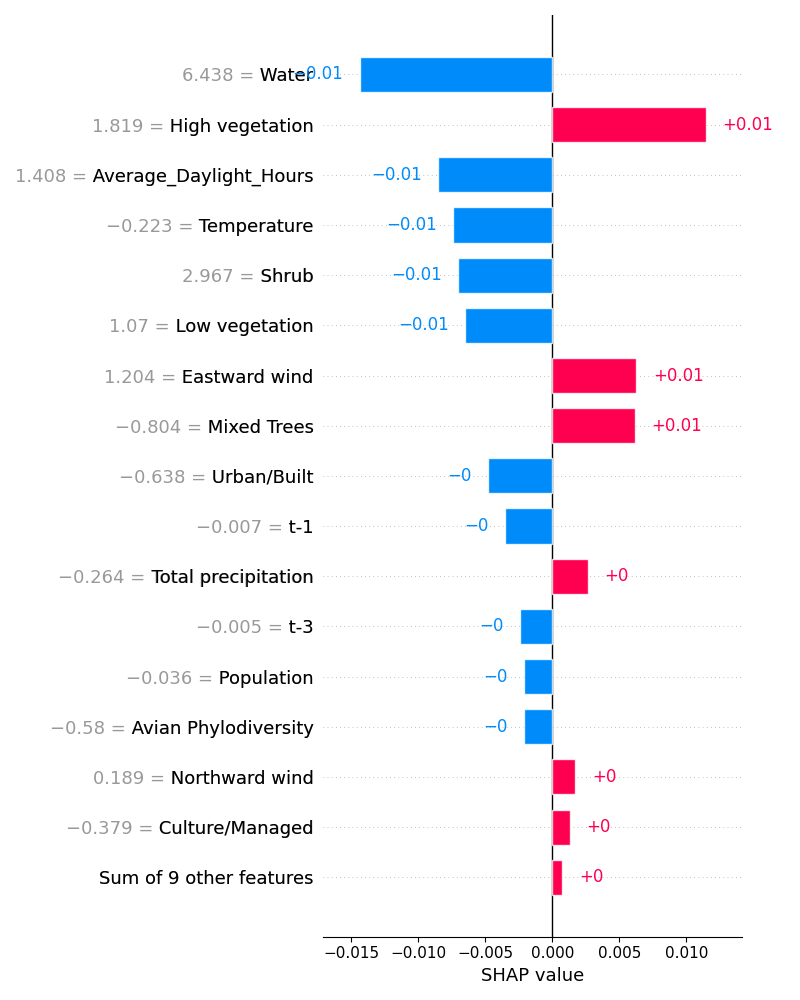 6.438 = Water −0.01
1.819 = High vegetation +0.01
1.408 = Average_Daylight_Hours −0.01
−0.223 = Temperature −0.01
2.967 = Shrub −0.01
1.07 = Low vegetation −0.01
1.204 = Eastward wind +0.01
−0.804 = Mixed Trees +0.01
−0.638 = Urban/Built −0
−0.007 = t-1 −0
−0.264 = Total precipitation +0
−0.005 = t-3 −0
−0.036 = Population −0
−0.58 = Avian Phylodiversity −0
0.189 = Northward wind +0
−0.379 = Culture/Managed +0
Sum of 9 other features +0
−0.015 −0.010 −0.005 0.000 0.005 0.010
SHAP value